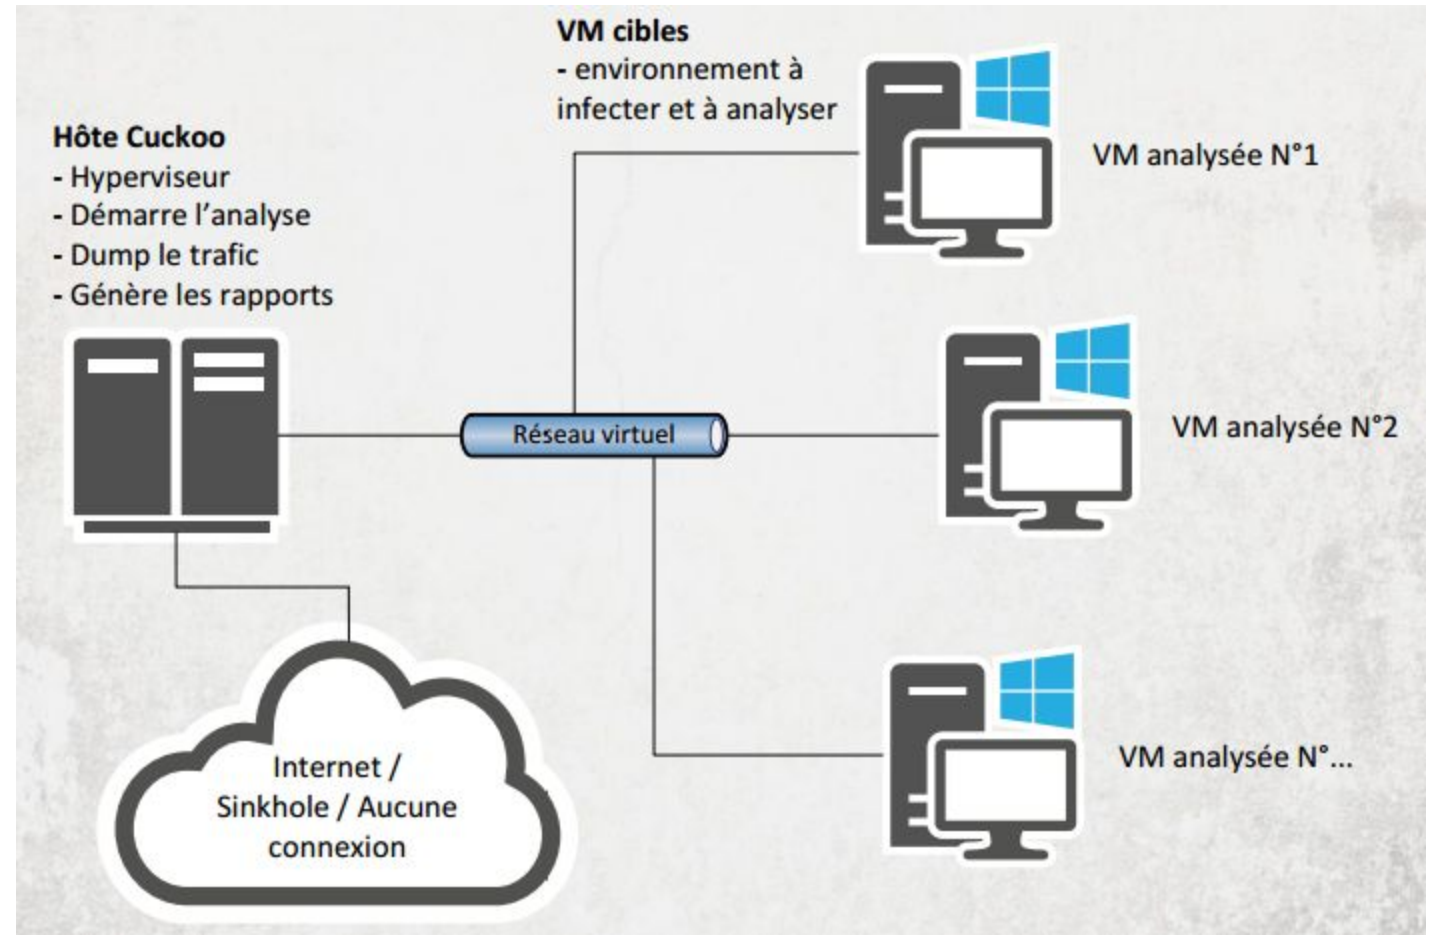 VM cibles
- environnement à
infecter et à analyser
Hôte Cuckoo
- Hyperviseur
- Démarre l'analyse
- Dump le trafic
- Génère les rapports
VM analysée N°1
Réseau virtuel
VM analysée N°2
VM analysée N°...
Internet /
Sinkhole / Aucune
connexion